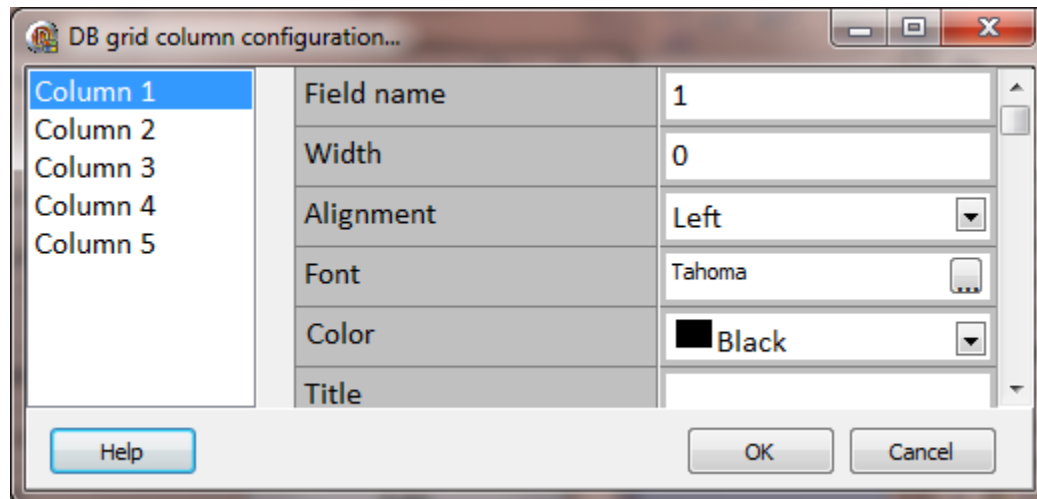 DB grid column configuration...
Column 1
Column 2
Column 3
Column 4
Column 5
Field name 1
Width 0
Alignment Left
Font Tahoma ...
Color Black
Title
Help OK Cancel